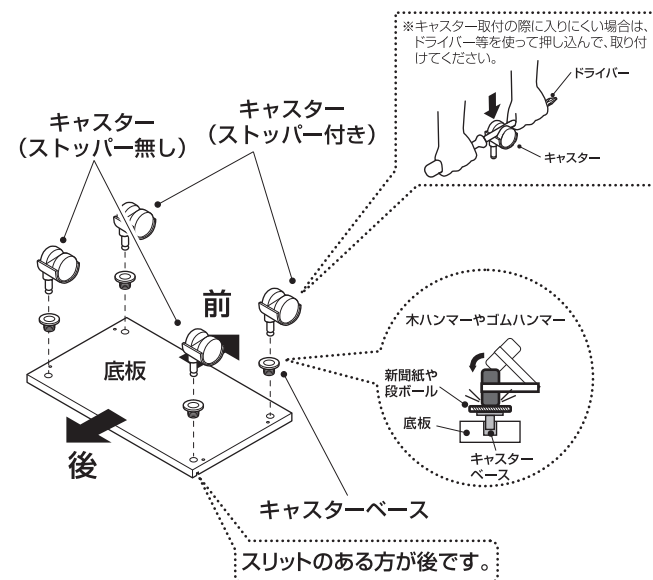 ※キャスター取付の際に入りにくい場合は、
ドライバー等を使って押し込んで、取り付
けてください。
ドライバー
キャスター
キャスター
（ストッパー無し）
キャスター
（ストッパー付き）
前
底板
後
木ハンマーやゴムハンマー
新聞紙や
段ボール
底板
キャスター
ベース
キャスターベース
スリットのある方が後です。